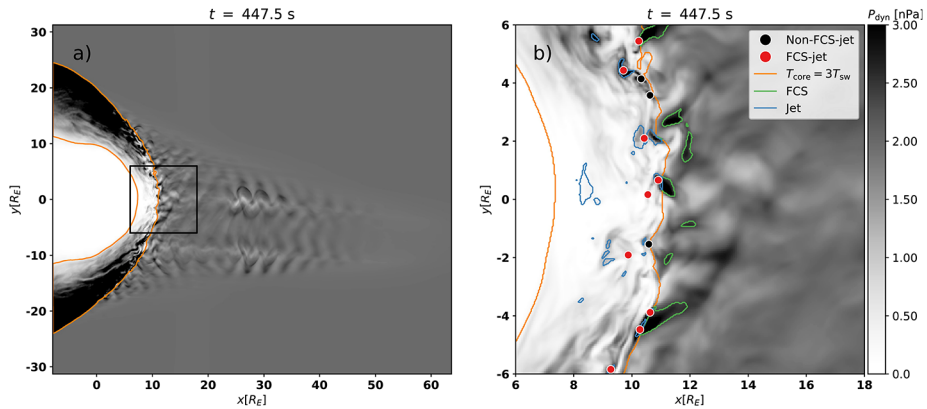 t = 447.5 s
a)
30
20
10
0
-10
-20
-30
y[R_E]
0 10 20 30 40 50 60
x[R_E]
t = 447.5 s
b)
Non-FCS-jet
FCS-jet
T_core = 3T_sw
FCS
Jet
6
4
2
0
-2
-4
-6
y[R_E]
6 8 10 12 14 16 18
x[R_E]
P_dyn [nPa]
3.00
2.50
2.00
1.50
1.00
0.50
0.0